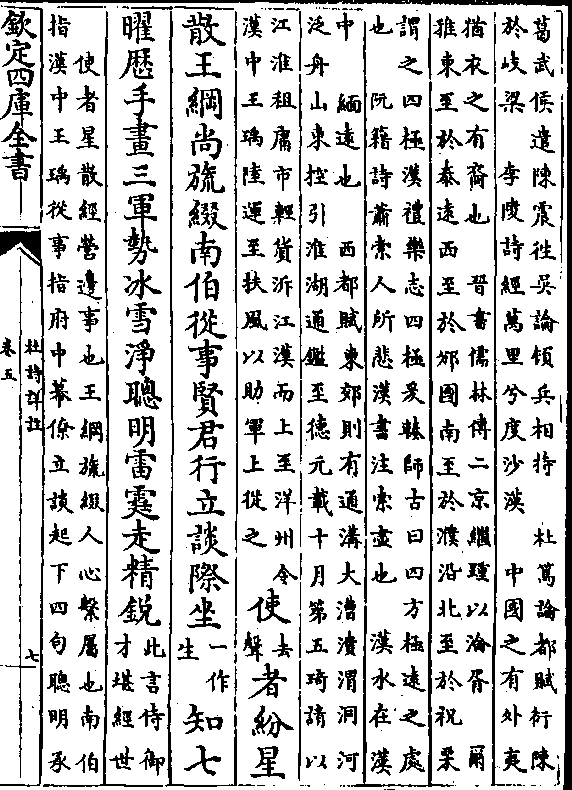 葛武侯遣陳震徃吳論領兵相持　杜篤論都賦衍陳
於岐梁　李陵詩經萬里兮度沙漠　中國之有外夷
猶衣之有裔也　晉書儒林傳二京繼踵以淪胥　爾
雅東至於泰遠西至於邠國南至於濮沿北至於祝栗
謂之四極漢禮樂志四極爰轃師古曰四方極遠之處
也　阮籍詩蕭索人所悲漢書注索盡也　漢水在漢
中　緬遠也　西都賦東郊則有通溝大漕潰渭洞河
泛舟山東控引淮湖通鑑至德元載十月第五琦請以
江淮租庸市輕貨泝江漢而上至洋州令
漢中王瑀陸運至扶風以助軍上從之
使去聲者紛星
散王綱尚旒綴南伯從事賢君行立談際坐一作生知七
曜厯手畫三軍勢冰雪淨聰明雷霆走精銳
此言侍御
才堪經世
使者星散經營邊事也王綱旒綴人心繫屬也南伯
指漢中王瑀從事指府中幕僚立談起下四句聰明承
欽定四庫全書
杜詩詳註
卷五
七